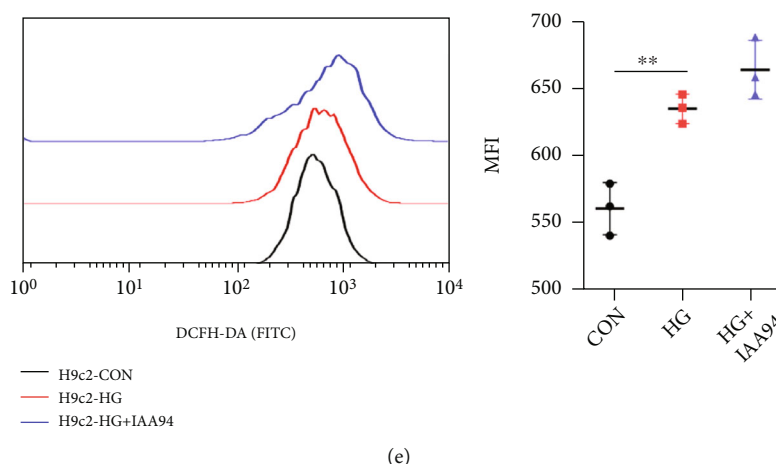 10⁰ 10¹ 10² 10³ 10⁴
DCFH-DA (FITC)
H9c2-CON
H9c2-HG
H9c2-HG+IAA94
700
650
600
550
500
MFI
**
CON
HG
HG+
IAA94
(e)